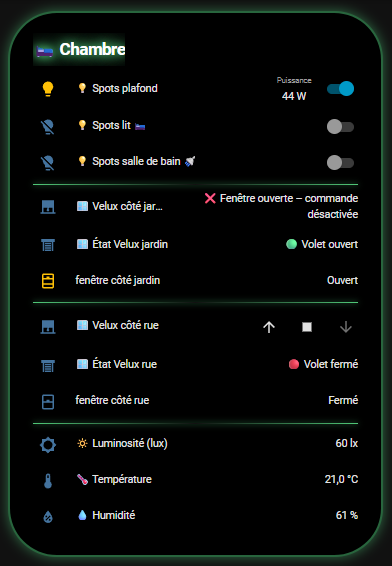 Chambre
Spots plafond
Puissance
44 W
Spots lit
Spots salle de bain
Velux côté jar...
Fenêtre ouverte – commande
désactivée
État Velux jardin
Volet ouvert
fenêtre côté jardin
Ouvert
Velux côté rue
État Velux rue
Volet fermé
fenêtre côté rue
Fermé
Luminosité (lux)
60 lx
Température
21,0 °C
Humidité
61 %